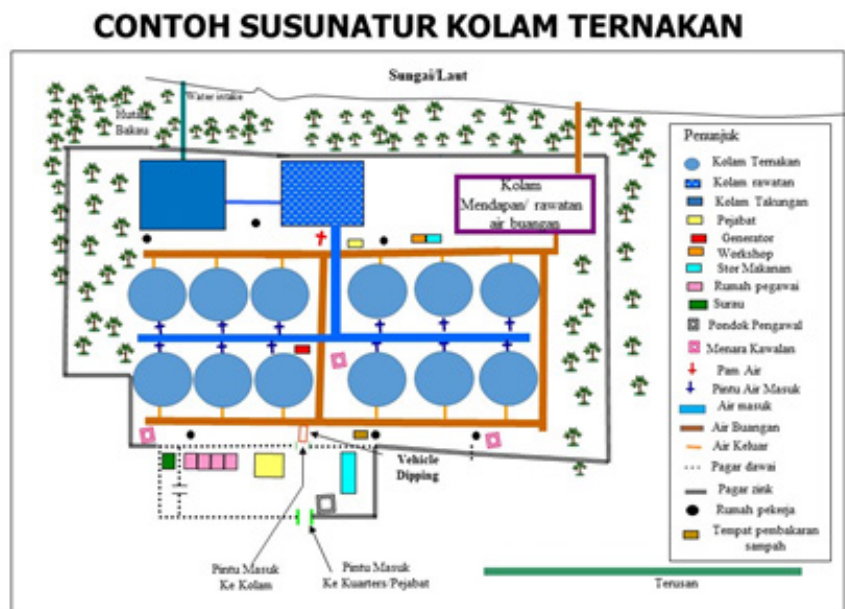 CONTOH SUSUNATUR KOLAM TERNAKAN
Sungai/Laut
Water intake
Hutan
Bakau
Kolam
Mendapan/ rawatan
air buangan
Vehicle
Dipping
Pintu Masuk
Ke Kolam
Pintu Masuk
Ke Kuarters/Pejabat
Terusan
Penunjuk
Kolam Ternakan
Kolam rawatan
Kolam Takungan
Pejabat
Generator
Workshop
Stor Makanan
Rumah pegawai
Surau
Pondok Pengawal
Menara Kawalan
Pam Air
Pintu Air Masuk
Air masuk
Air Buangan
Air Keluar
Pagar dawai
Pagar zink
Rumah pekerja
Tempat pembakaran
sampah